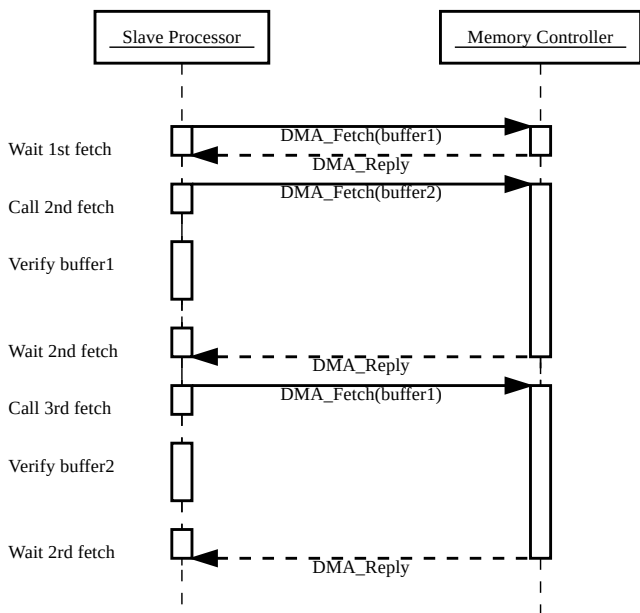 Slave Processor
Memory Controller
DMA_Fetch(buffer1)
Wait 1st fetch
DMA_Reply
DMA_Fetch(buffer2)
Call 2nd fetch
Verify buffer1
Wait 2nd fetch
DMA_Reply
DMA_Fetch(buffer1)
Call 3rd fetch
Verify buffer2
Wait 2rd fetch
DMA_Reply